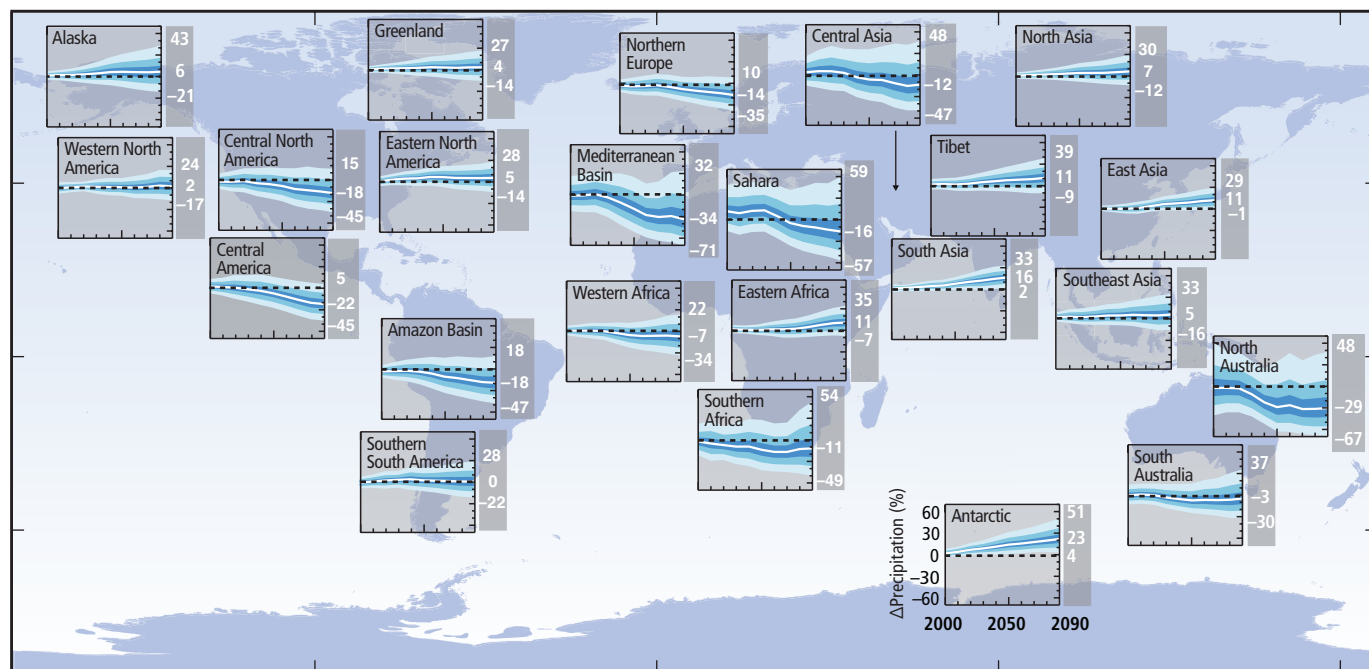 Alaska
43
6
−21
Greenland
27
4
−14
Northern
Europe
10
−14
−35
Central Asia
48
−12
−47
North Asia
30
7
−12
Western North
America
24
2
−17
Central North
America
15
−18
−45
Eastern North
America
28
5
−14
Mediterranean
Basin
32
−34
−71
Sahara
59
−16
−57
Tibet
39
11
−9
East Asia
29
11
−1
Central
America
5
−22
−45
South Asia
33
16
2
Southeast Asia
33
5
−16
Western Africa
22
−7
−34
Eastern Africa
35
11
−7
Amazon Basin
18
−18
−47
North
Australia
48
−29
−67
Southern
Africa
54
−11
−49
Southern
South America
28
0
−22
South
Australia
37
−3
−30
Antarctic
51
23
4
ΔPrecipitation (%)
60
30
0
−30
−60
2000 2050 2090